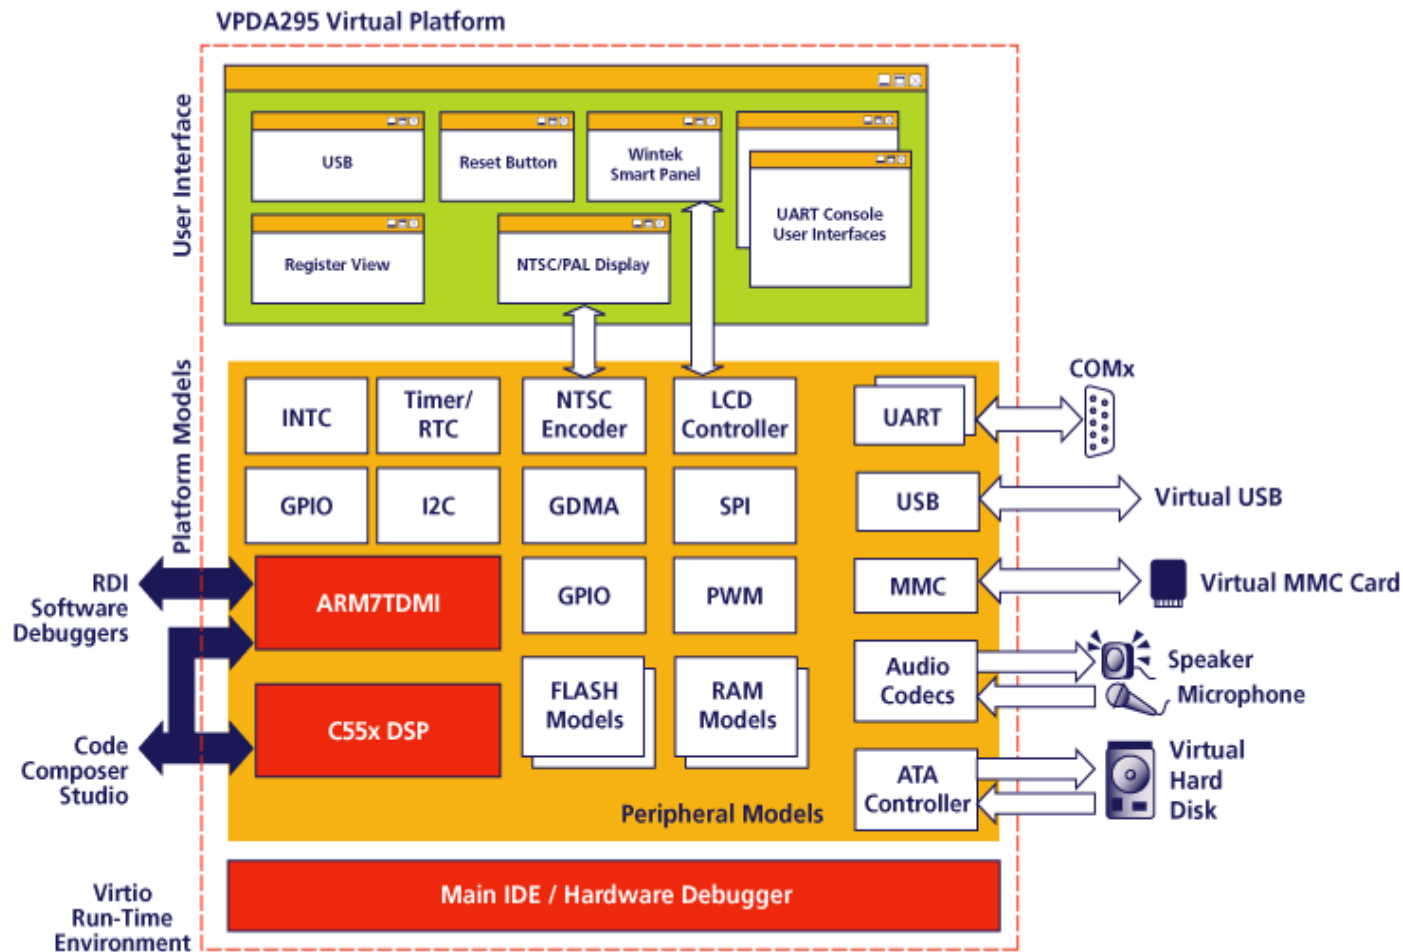 VPDA295 Virtual Platform
User Interface
USB
Reset Button
Wintek
Smart Panel
UART Console
User Interfaces
Register View
NTSC/PAL Display
Platform Models
INTC
Timer/
RTC
NTSC
Encoder
LCD
Controller
UART
COMx
GPIO
I2C
GDMA
SPI
USB
Virtual USB
RDI
Software
Debuggers
ARM7TDMI
GPIO
PWM
MMC
Virtual MMC Card
FLASH
Models
RAM
Models
Audio
Codecs
Speaker
Microphone
Code
Composer
Studio
C55x DSP
ATA
Controller
Virtual
Hard
Disk
Peripheral Models
Virtio
Run-Time
Environment
Main IDE / Hardware Debugger